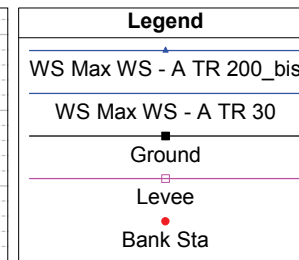 Legend
WS Max WS - A TR 200_bis
WS Max WS - A TR 30
Ground
Levee
Bank Sta